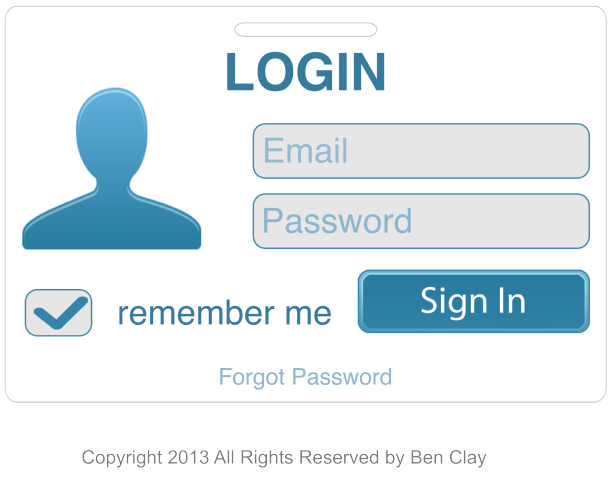 LOGIN
Email
Password
remember me
Sign In
Forgot Password
Copyright 2013 All Rights Reserved by Ben Clay